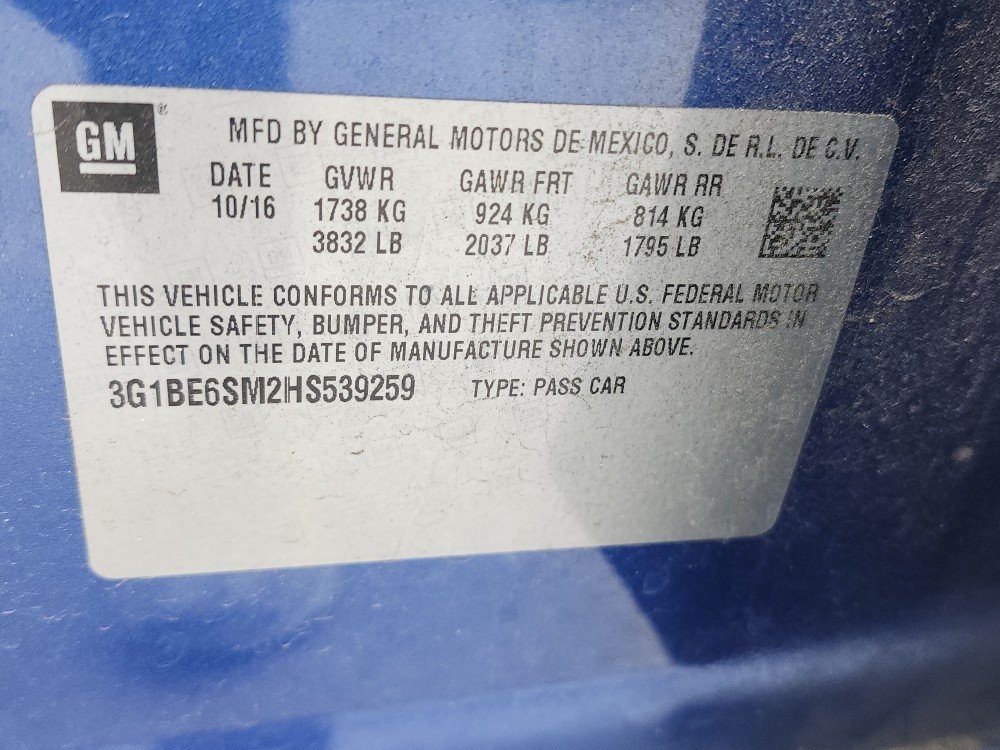 GM®
MFD BY GENERAL MOTORS DE MEXICO, S. DE R.L. DE C.V.
DATE GVWR GAWR FRT GAWR RR
10/16 1738 KG 924 KG 814 KG
3832 LB 2037 LB 1795 LB
THIS VEHICLE CONFORMS TO ALL APPLICABLE U.S. FEDERAL MOTOR
VEHICLE SAFETY, BUMPER, AND THEFT PREVENTION STANDARDS IN
EFFECT ON THE DATE OF MANUFACTURE SHOWN ABOVE.
3G1BE6SM2HS539259 TYPE: PASS CAR